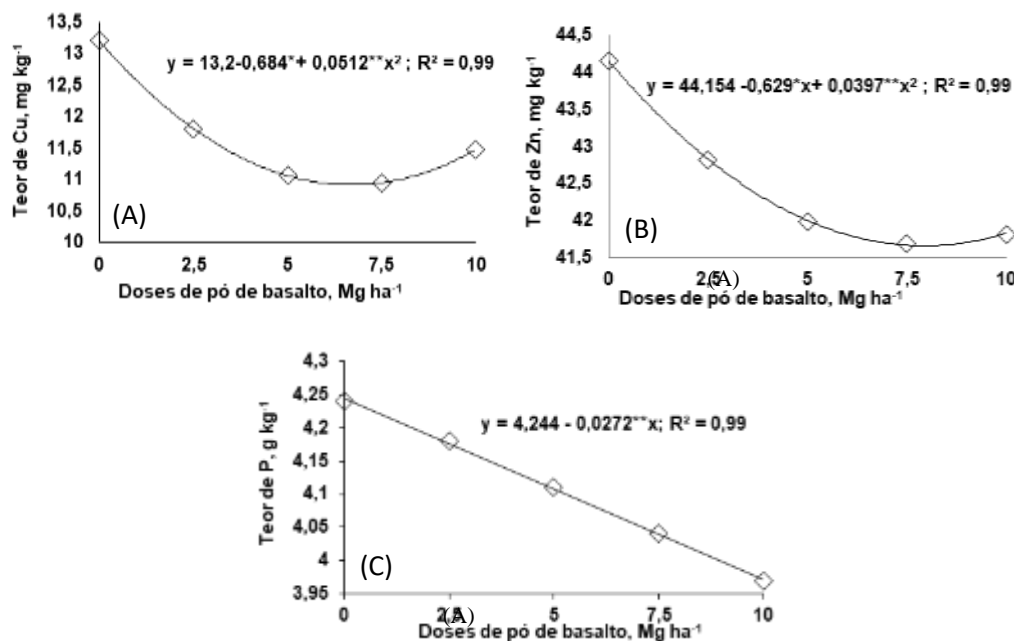 Teor de Cu, mg kg⁻¹
13,5
13
12,5
12
11,5
11
10,5
10
y = 13,2-0,684*+ 0,0512**x² ; R² = 0,99
(A)
0 2,5 5 7,5 10
Doses de pó de basalto, Mg ha⁻¹
Teor de Zn, mg kg⁻¹
44,5
44
43,5
43
42,5
42
41,5
y = 44,154 -0,629*x+ 0,0397**x² ; R² = 0,99
(B)
0 2,5 5 7,5 10
(A)
Doses de pó de basalto, Mg ha⁻¹
Teor de P, g kg⁻¹
4,3
4,25
4,2
4,15
4,1
4,05
4
3,95
y = 4,244 - 0,0272**x; R² = 0,99
(C)
0 2,5 5 7,5 10
(A)
Doses de pó de basalto, Mg ha⁻¹